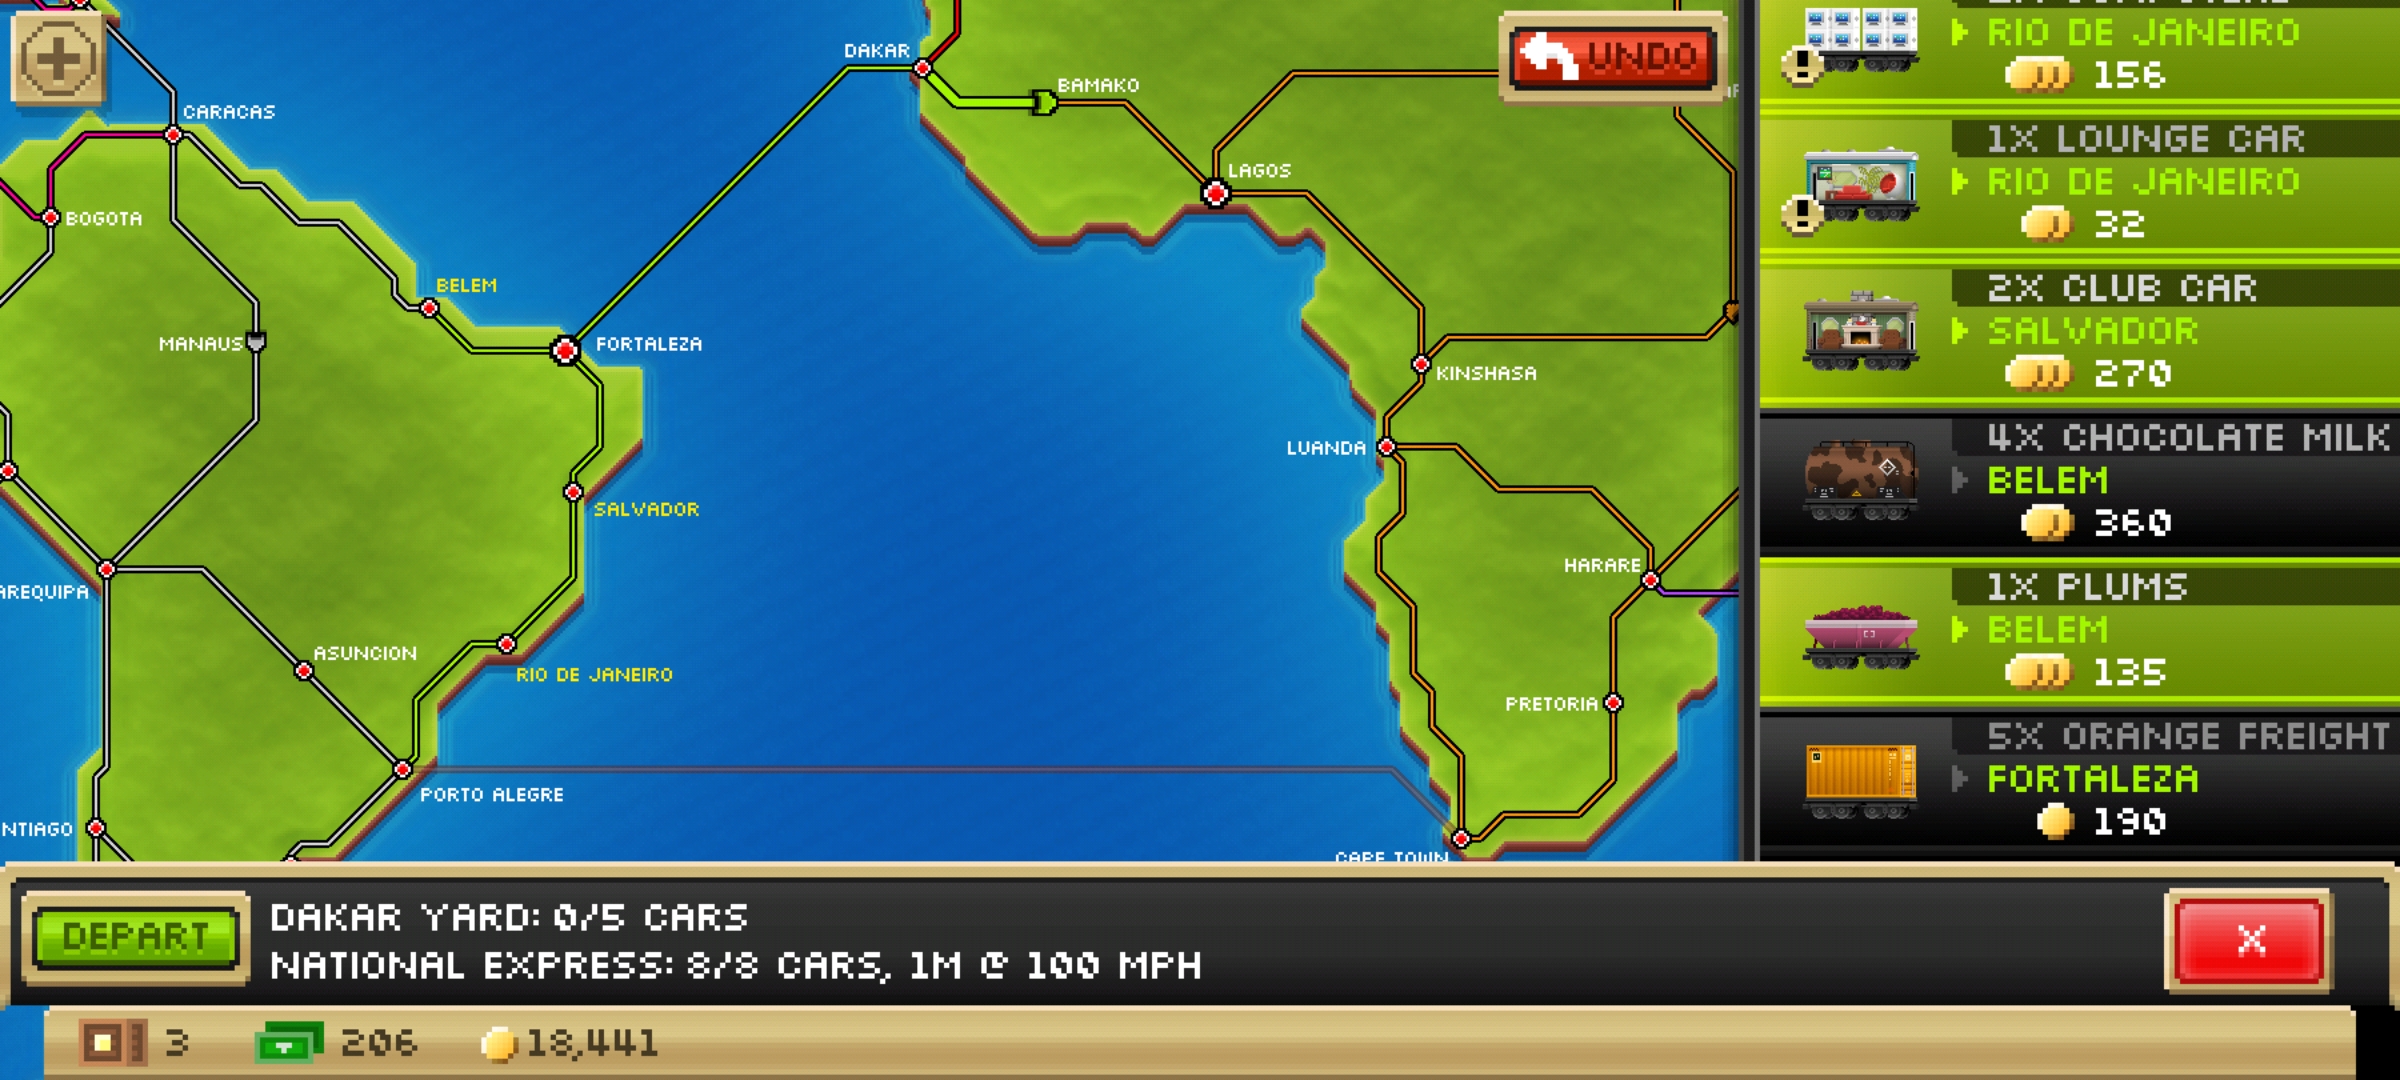 DAKAR
BAMAKO
UNDO
CARACAS
LAGOS
BOGOTA
BELEM
MANAUS
FORTALEZA
KINSHASA
LUANDA
SALVADOR
HARARE
AREQUIPA
ASUNCION
RIO DE JANEIRO
PRETORIA
PORTO ALEGRE
NTIAGO
CAPE TOWN
RIO DE JANEIRO
156
1X LOUNGE CAR
RIO DE JANEIRO
32
2X CLUB CAR
SALVADOR
270
4X CHOCOLATE MILK
BELEM
360
1X PLUMS
BELEM
135
5X ORANGE FREIGHT
FORTALEZA
190
DEPART
DAKAR YARD: 0/5 CARS
NATIONAL EXPRESS: 8/8 CARS, 1M @ 100 MPH
X
3
206
18,441